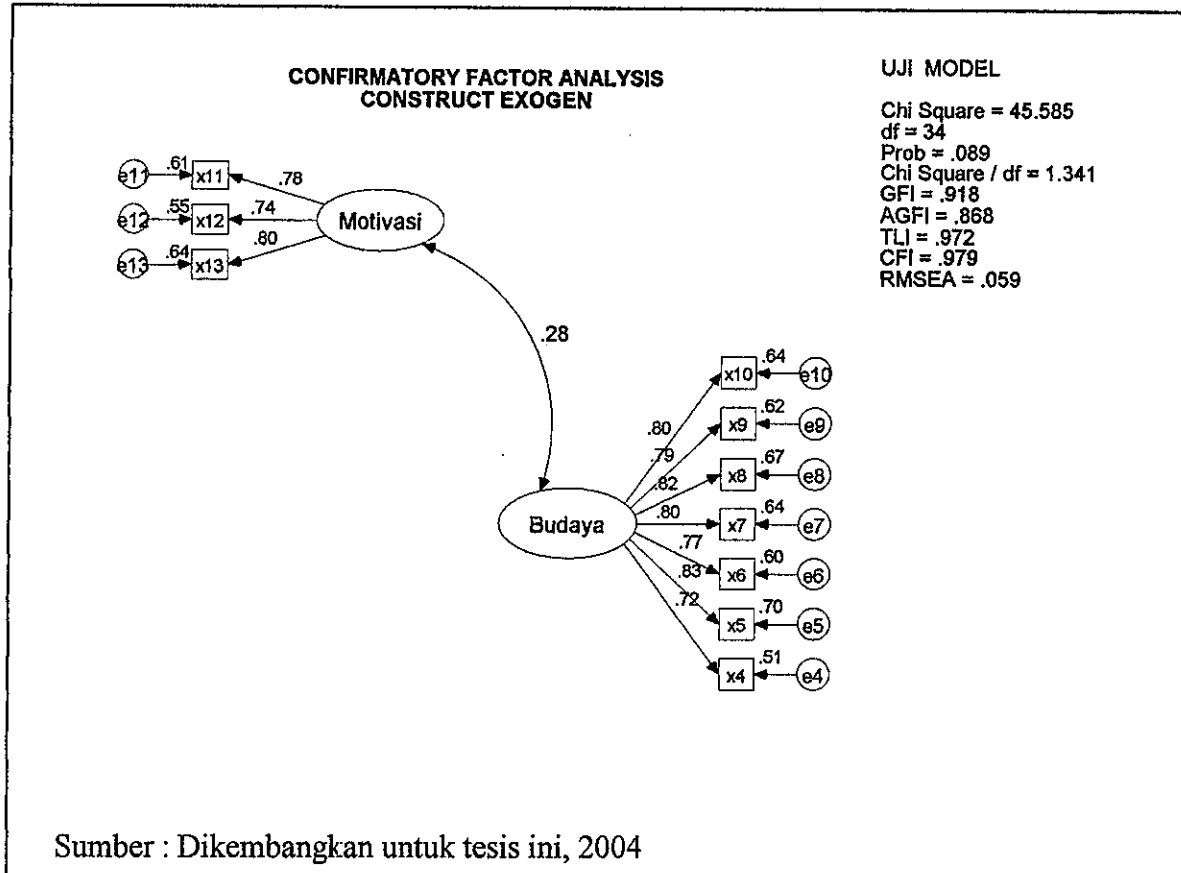 CONFIRMATORY FACTOR ANALYSIS
CONSTRUCT EXOGEN
UJI MODEL
Chi Square = 45.585
df = 34
Prob = .089
Chi Square / df = 1.341
GFI = .918
AGFI = .868
TLI = .972
CFI = .979
RMSEA = .059
e11 .61 x11 .78
e12 .55 x12 .74
e13 .64 x13 .80
Motivasi
.28
Budaya
.80 x10 .64 e10
.79 x9 .62 e9
.82 x8 .67 e8
.80 x7 .64 e7
.77 x6 .60 e6
.83 x5 .70 e5
.72 x4 .51 e4
Sumber : Dikembangkan untuk tesis ini, 2004